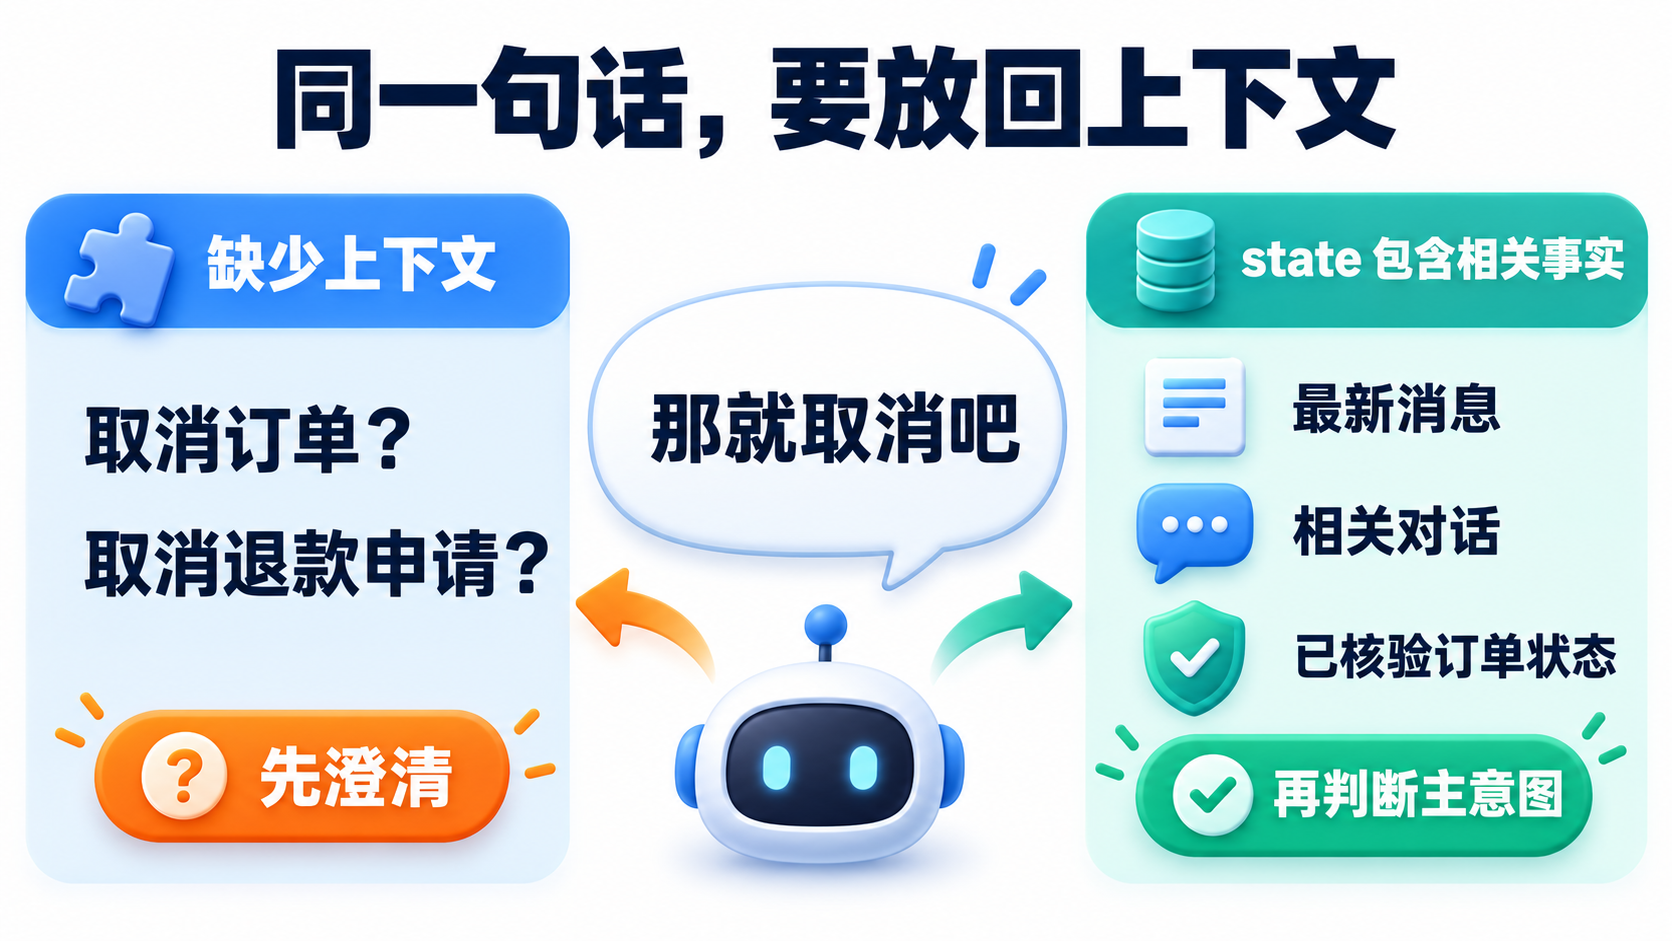 同一句话，要放回上下文
缺少上下文
取消订单？
取消退款申请？
先澄清
那就取消吧
state 包含相关事实
最新消息
相关对话
已核验订单状态
再判断主意图